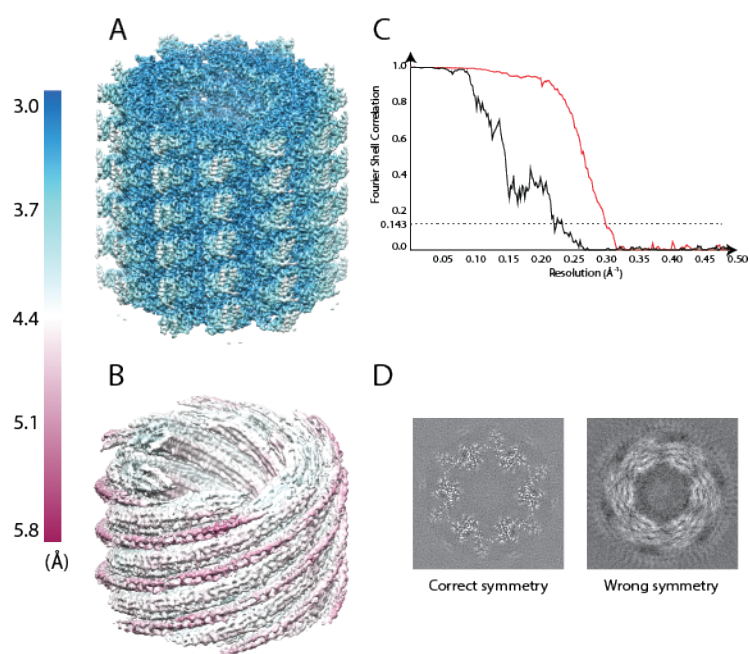 A
3.0
3.7
4.4
5.1
5.8
(Å)
B
C
Fourier Shell Correlation
1.0
0.8
0.6
0.4
0.2
0.143
0.0
0.05 0.10 0.15 0.20 0.25 0.30 0.35 0.40 0.45 0.50
Resolution (Å⁻¹)
D
Correct symmetry
Wrong symmetry